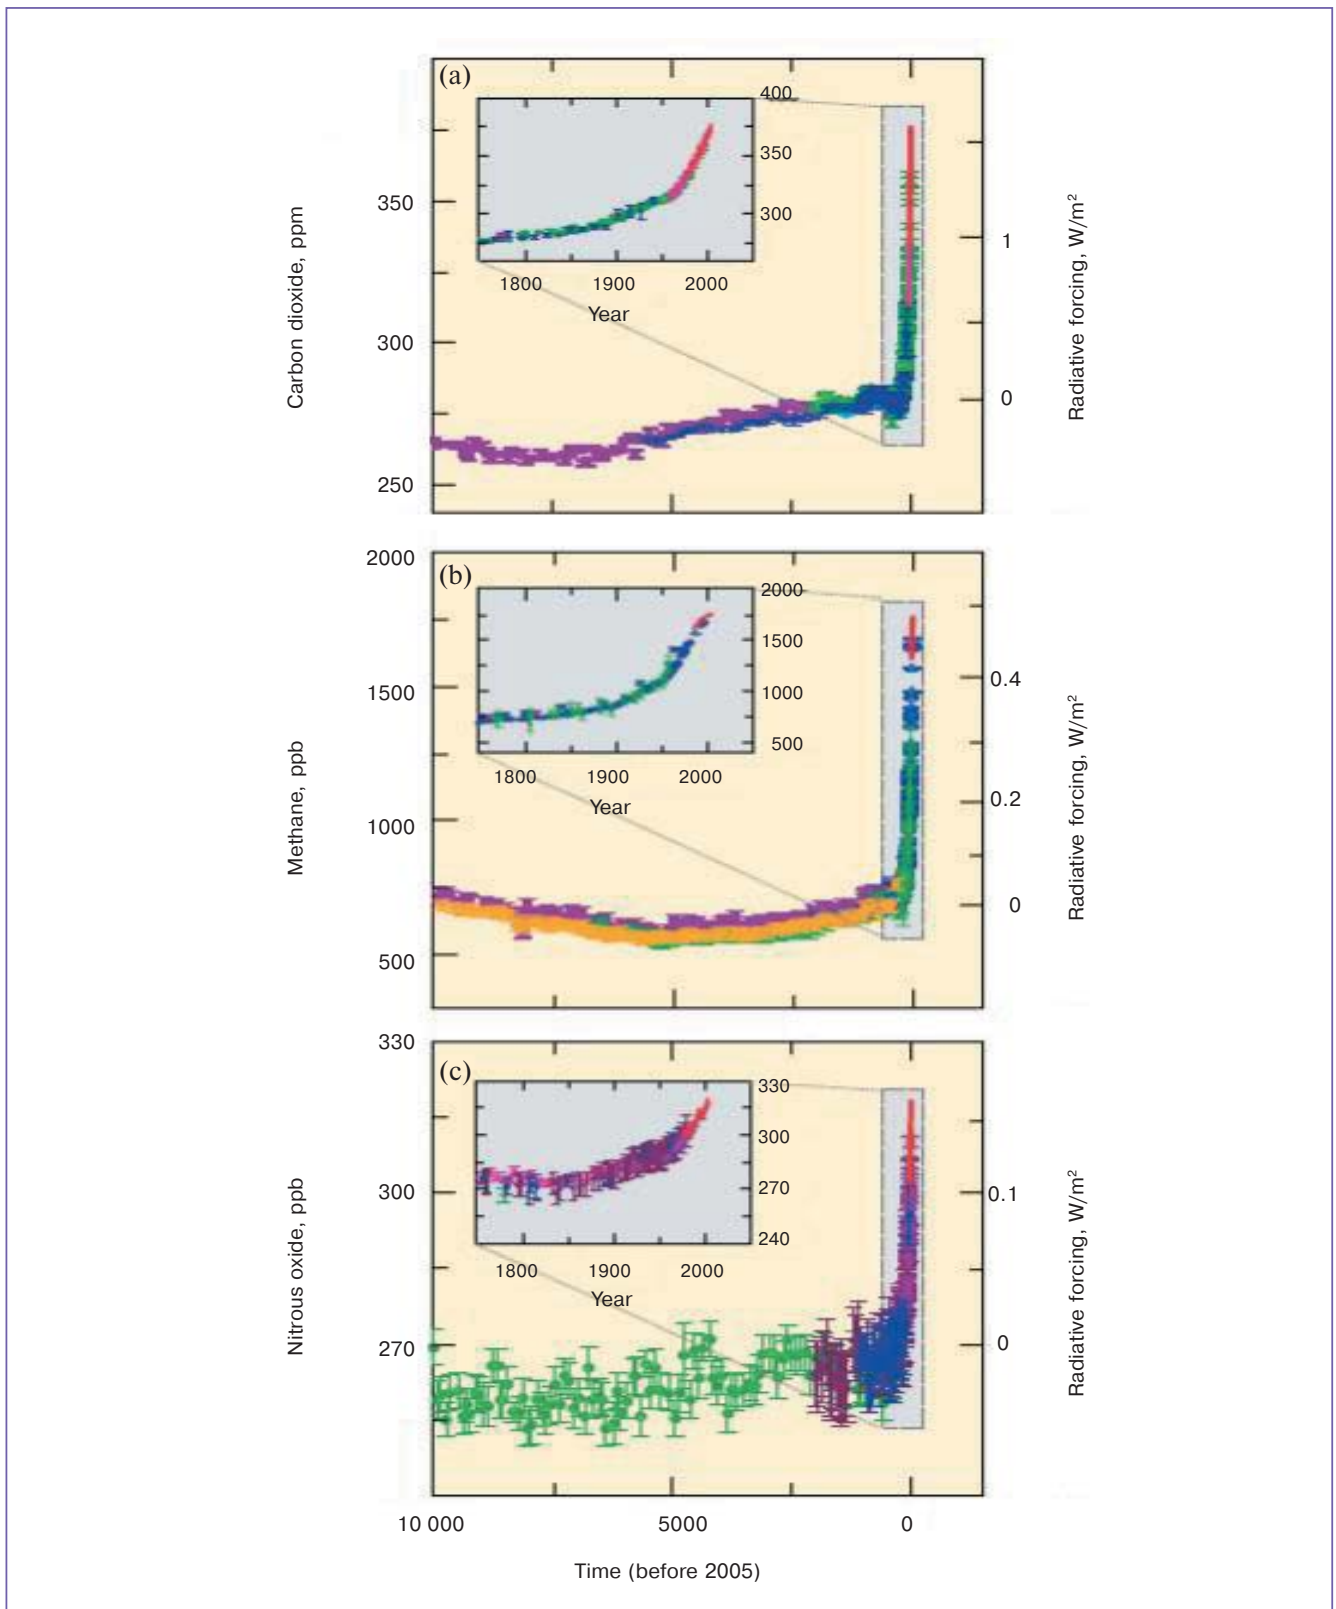 (a)
400
350
300
1800 1900 2000
Year
350
300
250
Carbon dioxide, ppm
1
0
Radiative forcing, W/m²
(b)
2000
1500
1000
500
1800 1900 2000
Year
2000
1500
1000
500
Methane, ppb
0.4
0.2
0
Radiative forcing, W/m²
(c)
330
300
270
240
1800 1900 2000
Year
330
300
270
Nitrous oxide, ppb
0.1
0
Radiative forcing, W/m²
10 000 5000 0
Time (before 2005)